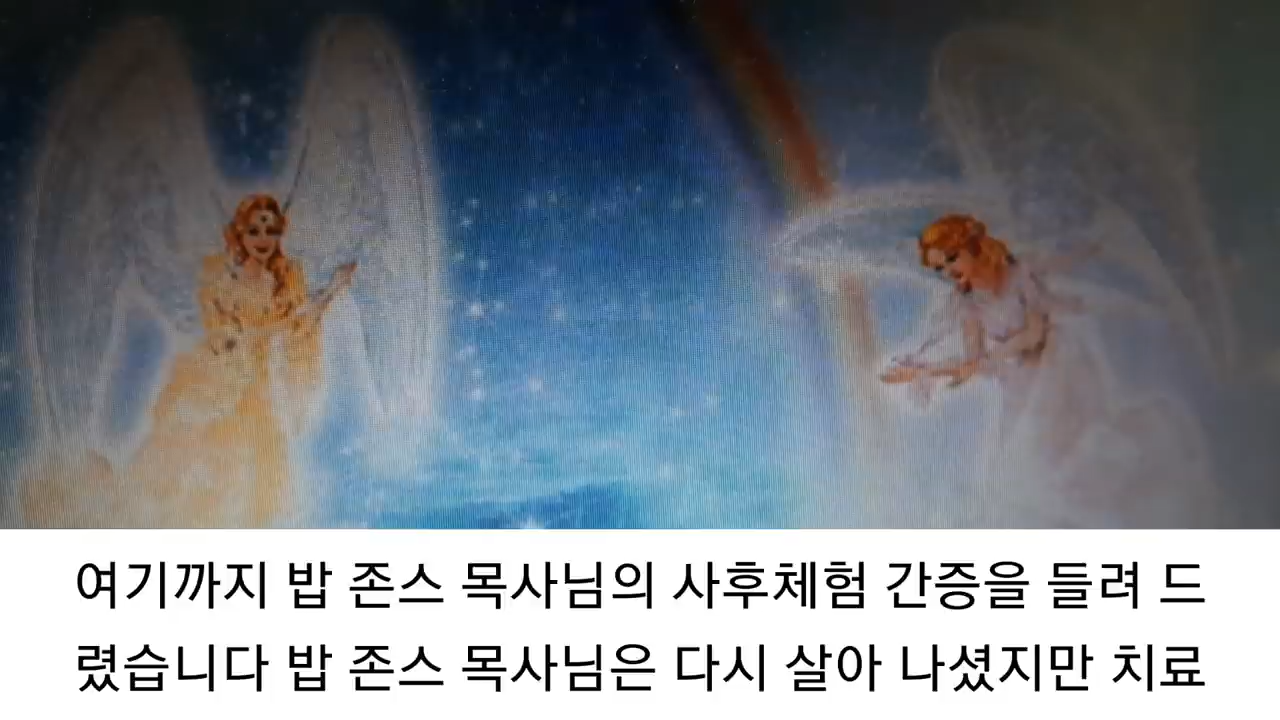 여기까지 밥 존스 목사님의 사후체험 간증을 들려 드
렸습니다 밥 존스 목사님은 다시 살아 나셨지만 치료